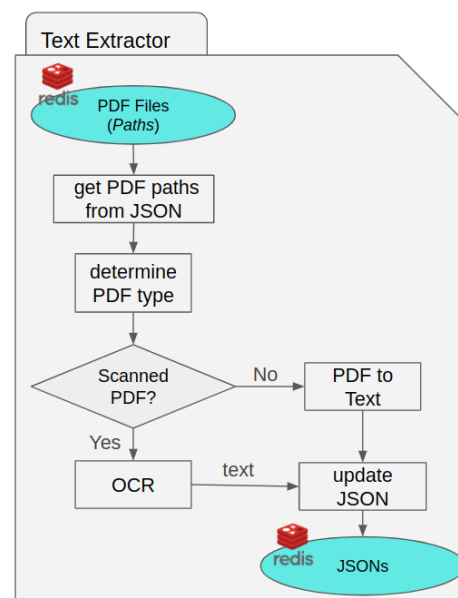 Text Extractor
redis
PDF Files
(Paths)
get PDF paths
from JSON
determine
PDF type
Scanned
PDF?
No
PDF to
Text
Yes
OCR
text
update
JSON
redis
JSONs